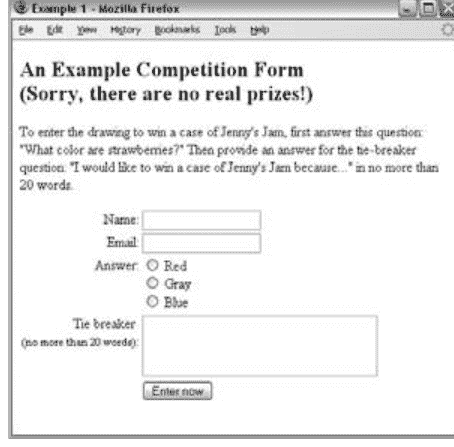 Example 1 - Mozilla Firefox
File Edit View History Bookmarks Tools Help
An Example Competition Form
(Sorry, there are no real prizes!)
To enter the drawing to win a case of Jenny's Jam, first answer this question:
"What color are strawberries?" Then provide an answer for the tie-breaker
question: "I would like to win a case of Jenny's Jam because..." in no more than
20 words.
Name:
Email:
Answer: Red
Gray
Blue
Tie breaker
(no more than 20 words):
Enter now